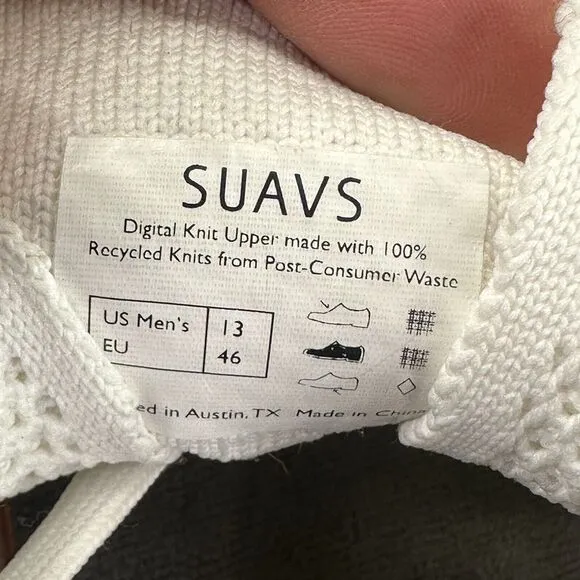 SUAVS
Digital Knit Upper made with 100%
Recycled Knits from Post-Consumer Waste
US Men's 13
EU 46
in Austin, TX Made in